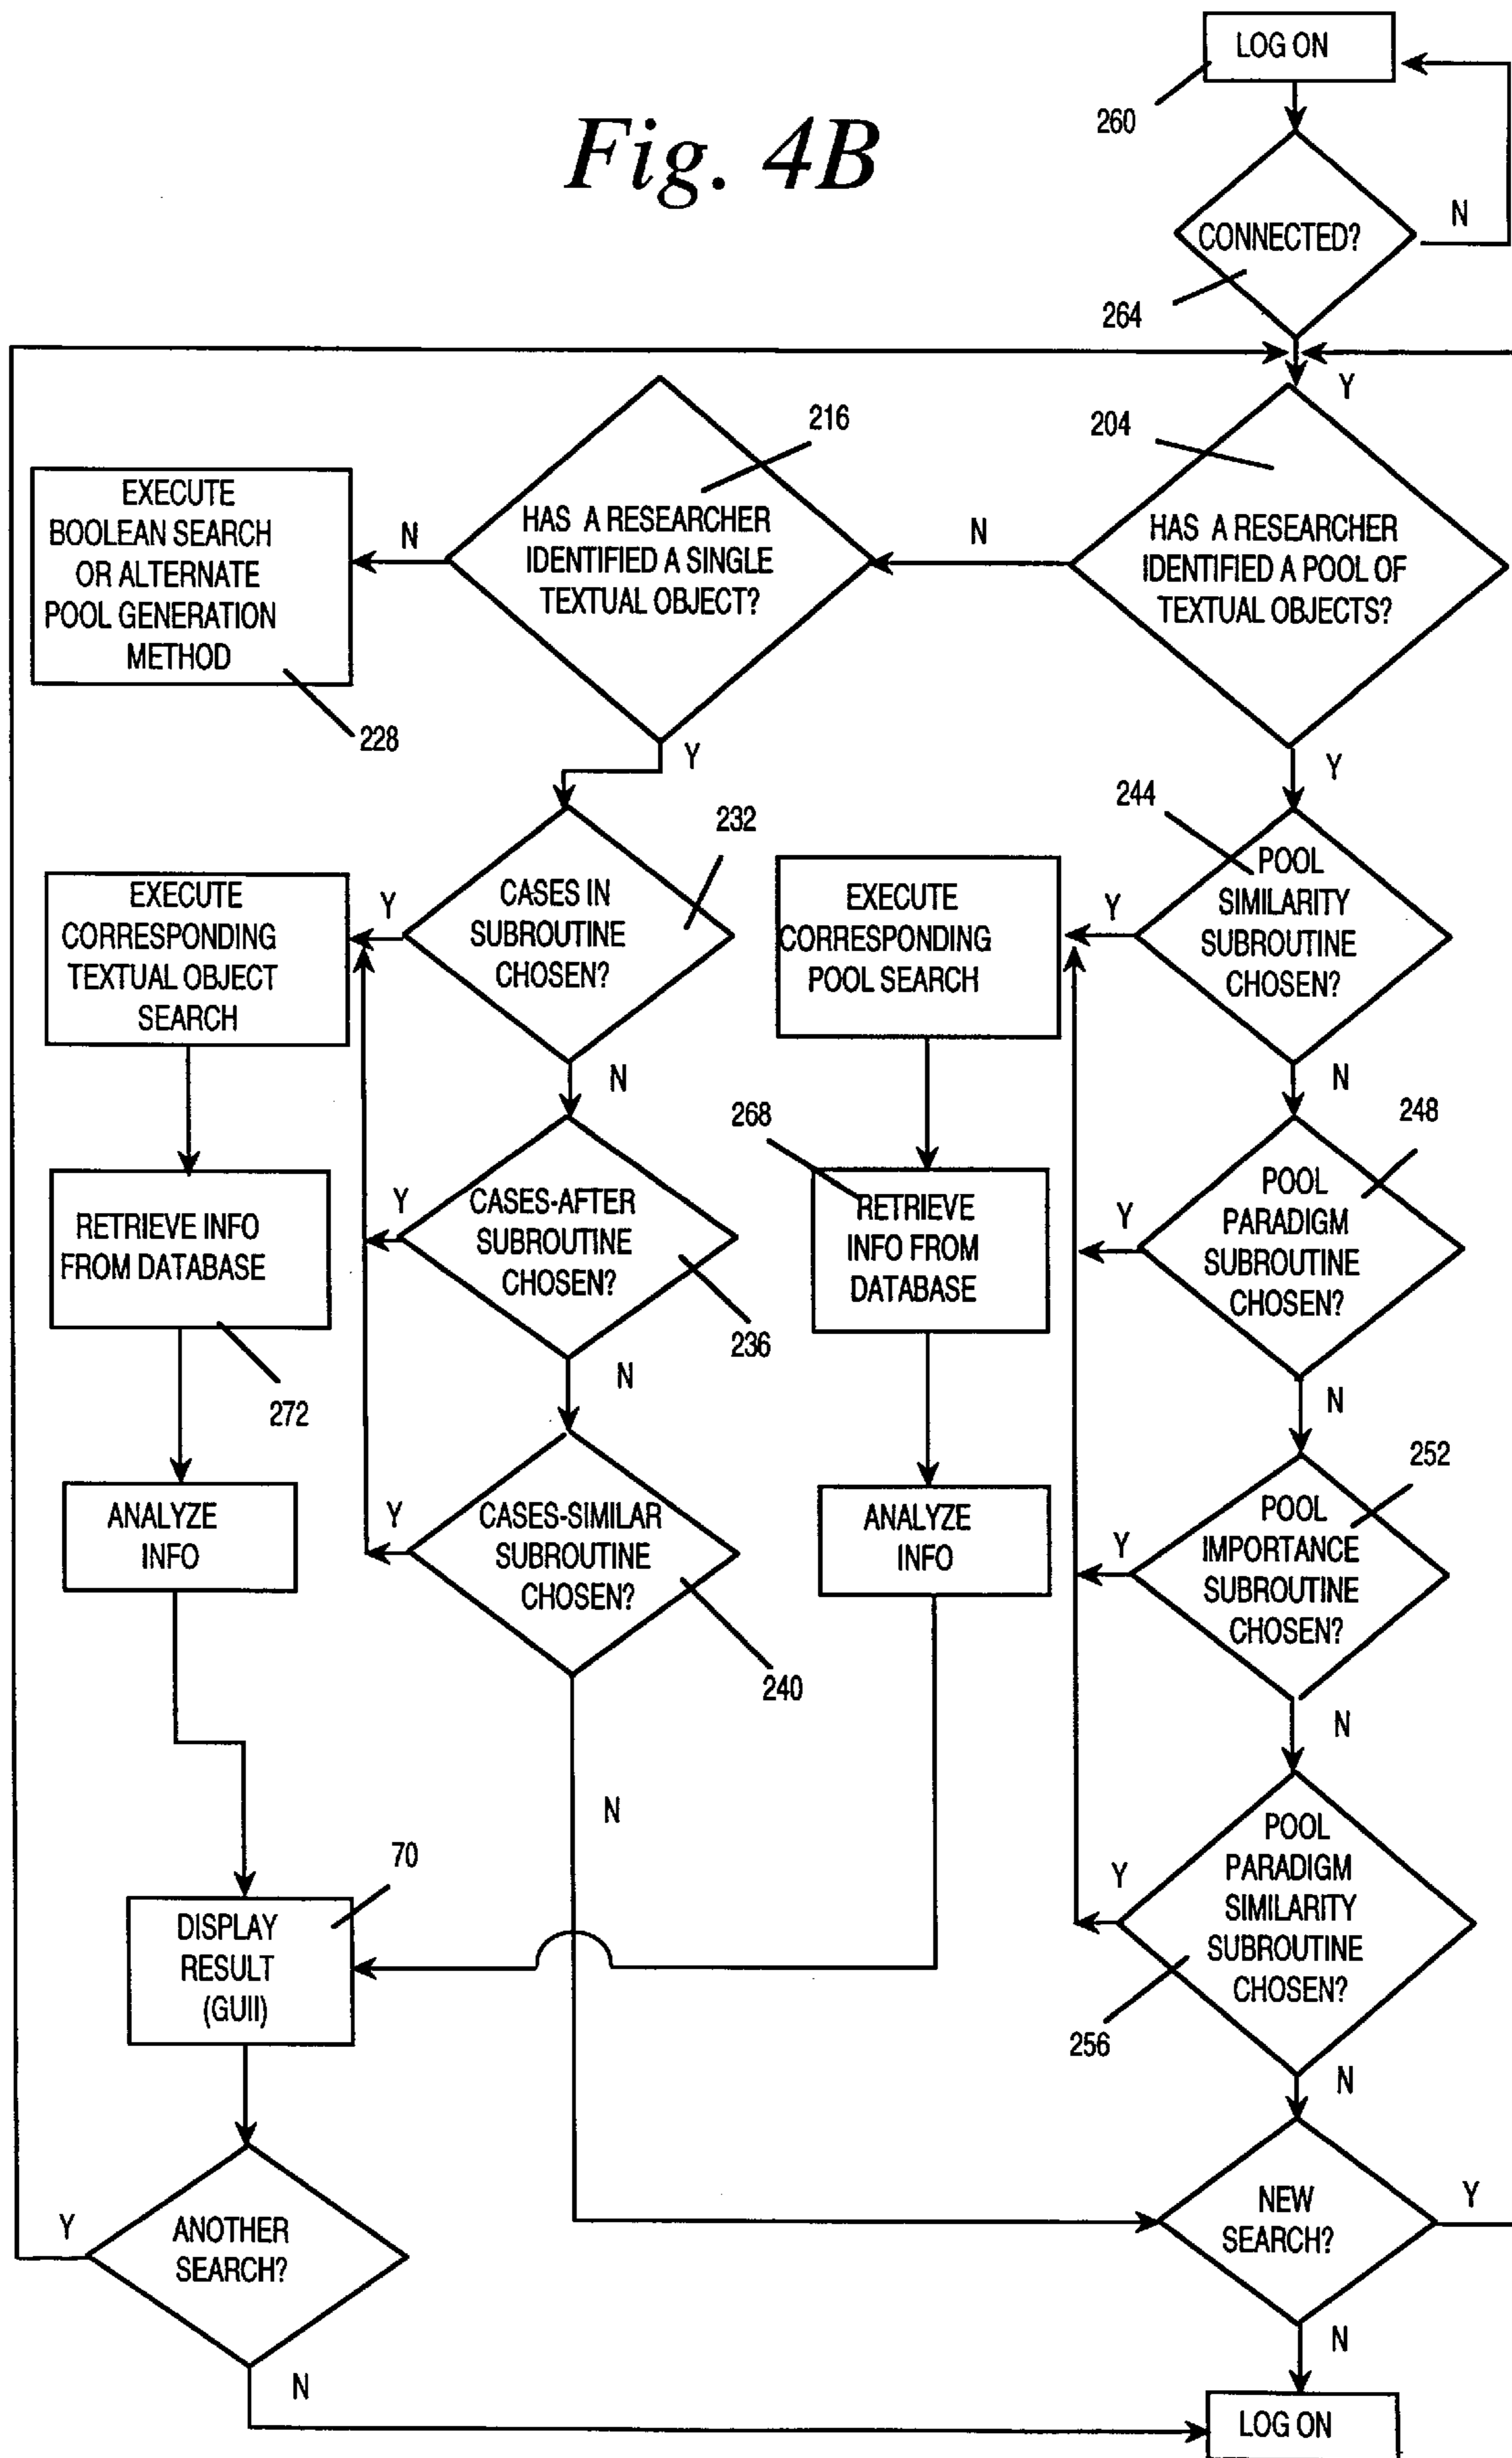 LOG ON
260
Fig. 4B
CONNECTED?
N
264
Y
216
204
EXECUTE
BOOLEAN SEARCH
OR ALTERNATE
POOL GENERATION
METHOD
N
HAS A RESEARCHER
IDENTIFIED A SINGLE
TEXTUAL OBJECT?
N
HAS A RESEARCHER
IDENTIFIED A POOL OF
TEXTUAL OBJECTS?
228
Y
Y
232
244
EXECUTE
CORRESPONDING
TEXTUAL OBJECT
SEARCH
Y
CASES IN
SUBROUTINE
CHOSEN?
EXECUTE
CORRESPONDING
POOL SEARCH
Y
POOL
SIMILARITY
SUBROUTINE
CHOSEN?
N
N
268
248
RETRIEVE INFO
FROM DATABASE
Y
CASES-AFTER
SUBROUTINE
CHOSEN?
RETRIEVE
INFO FROM
DATABASE
Y
POOL
PARADIGM
SUBROUTINE
CHOSEN?
236
272
N
N
252
ANALYZE
INFO
Y
CASES-SIMILAR
SUBROUTINE
CHOSEN?
ANALYZE
INFO
Y
POOL
IMPORTANCE
SUBROUTINE
CHOSEN?
240
N
N
70
DISPLAY
RESULT
(GUII)
Y
POOL
PARADIGM
SIMILARITY
SUBROUTINE
CHOSEN?
256
N
Y
ANOTHER
SEARCH?
NEW
SEARCH?
Y
N
N
LOG ON